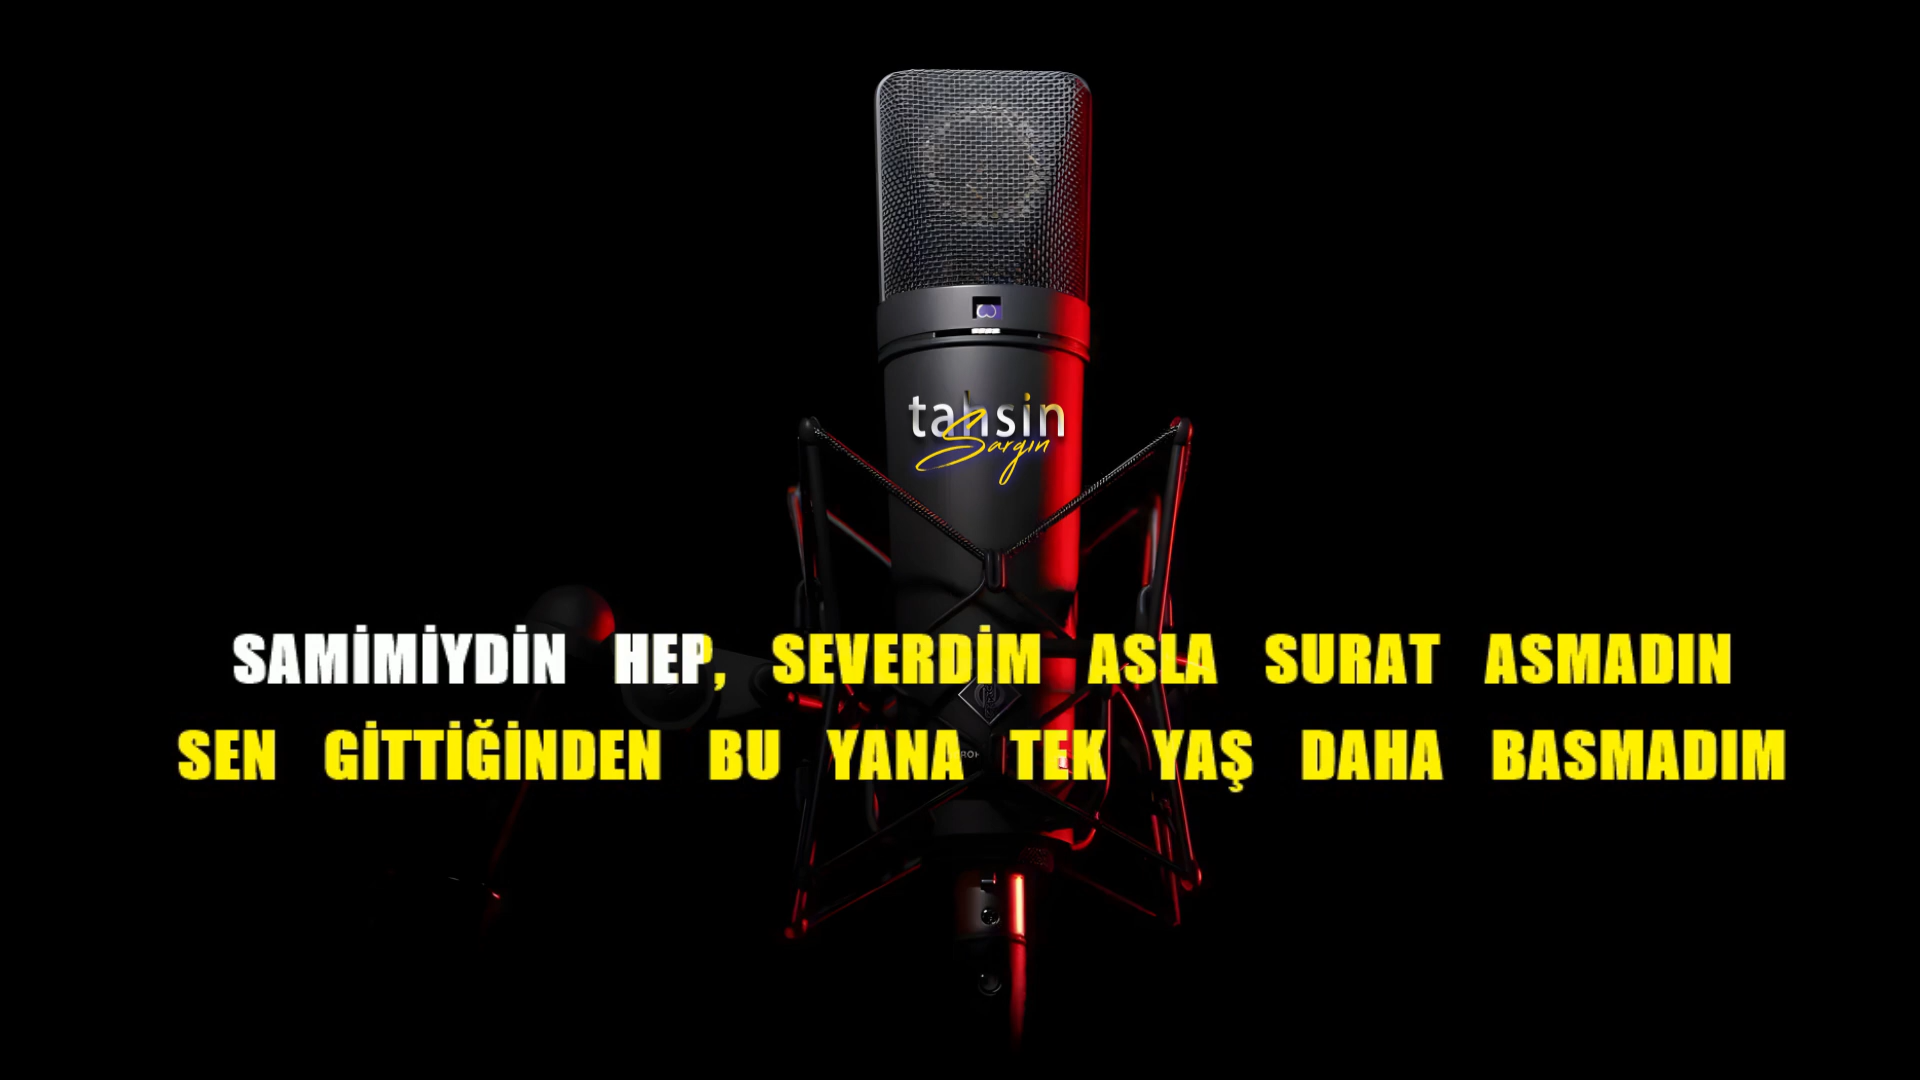 tahsin
Sargın
SAMİMİYDİN HEP, SEVERDİM ASLA SURAT ASMADIN
SEN GİTTİĞİNDEN BU YANA TEK YAŞ DAHA BASMADIM